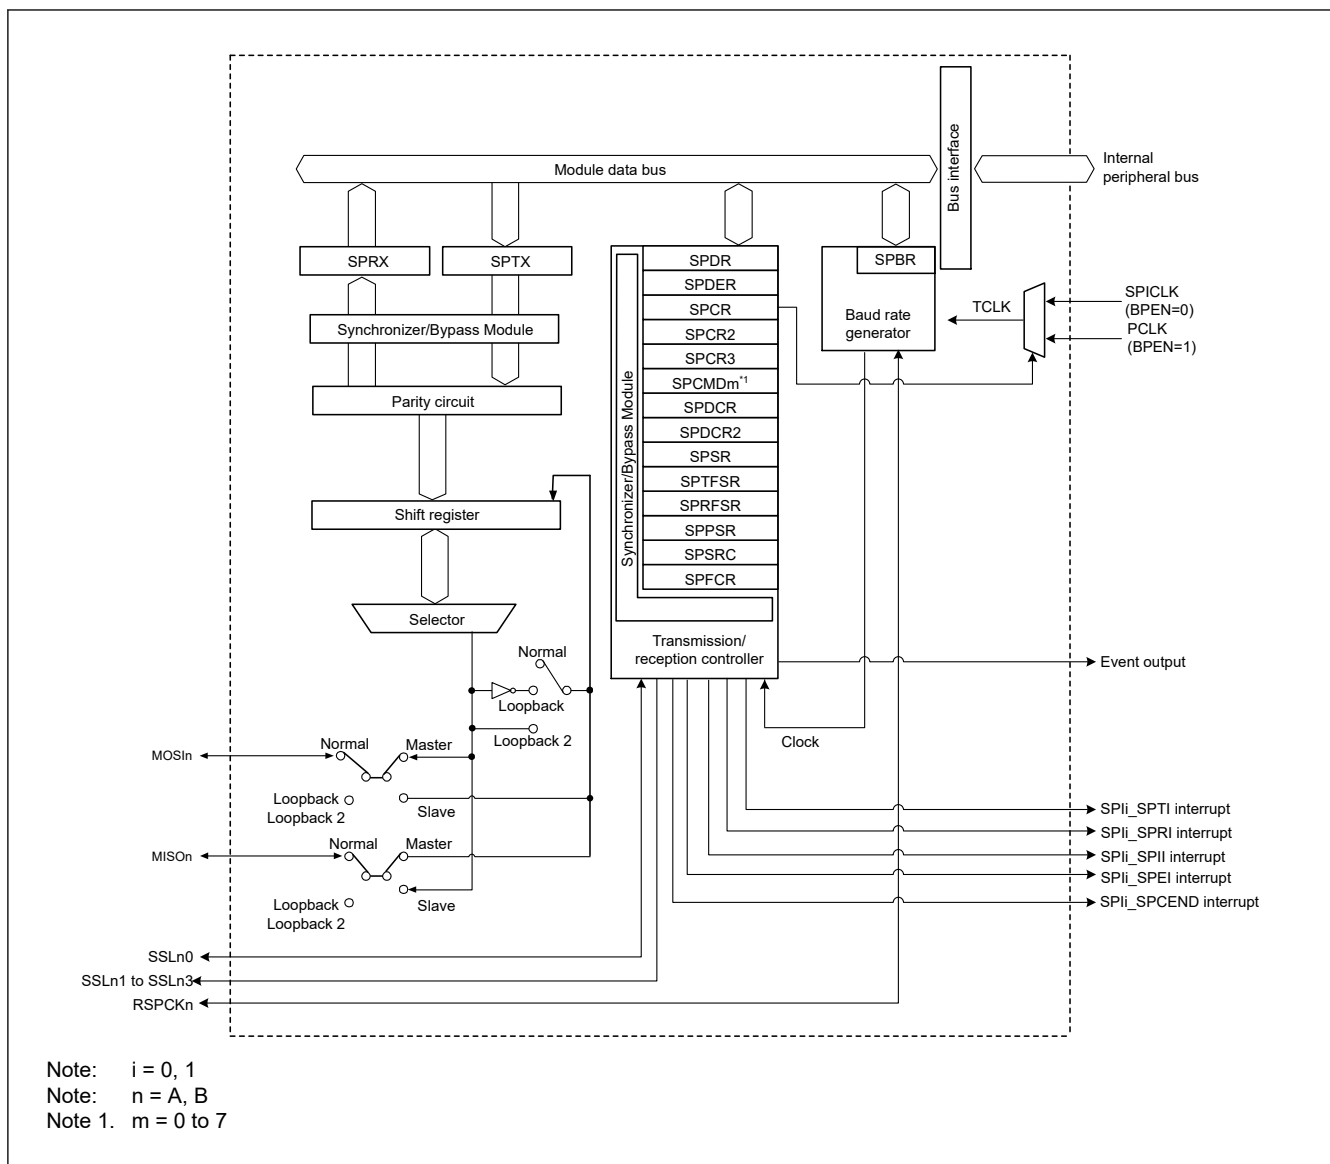 Module data bus
Bus interface
Internal
peripheral bus
SPRX
SPTX
SPDR
SPBR
SPDER
SPCR
SPCR2
SPCR3
SPCMDm*1
SPDCR
SPDCR2
SPSR
SPTFSR
SPRFSR
SPPSR
SPSRC
SPFCR
Synchronizer/Bypass Module
Transmission/
reception controller
Baud rate
generator
TCLK
SPICLK
(BPEN=0)
PCLK
(BPEN=1)
Synchronizer/Bypass Module
Parity circuit
Shift register
Selector
Normal
Loopback
Loopback 2
Clock
Event output
MOSIn
Normal
Master
Loopback
Loopback 2
Slave
MISOn
Normal
Master
Loopback
Loopback 2
Slave
SPIi_SPTI interrupt
SPIi_SPRI interrupt
SPIi_SPII interrupt
SPIi_SPEI interrupt
SPIi_SPCEND interrupt
SSLn0
SSLn1 to SSLn3
RSPCKn
Note: i = 0, 1
Note: n = A, B
Note 1. m = 0 to 7